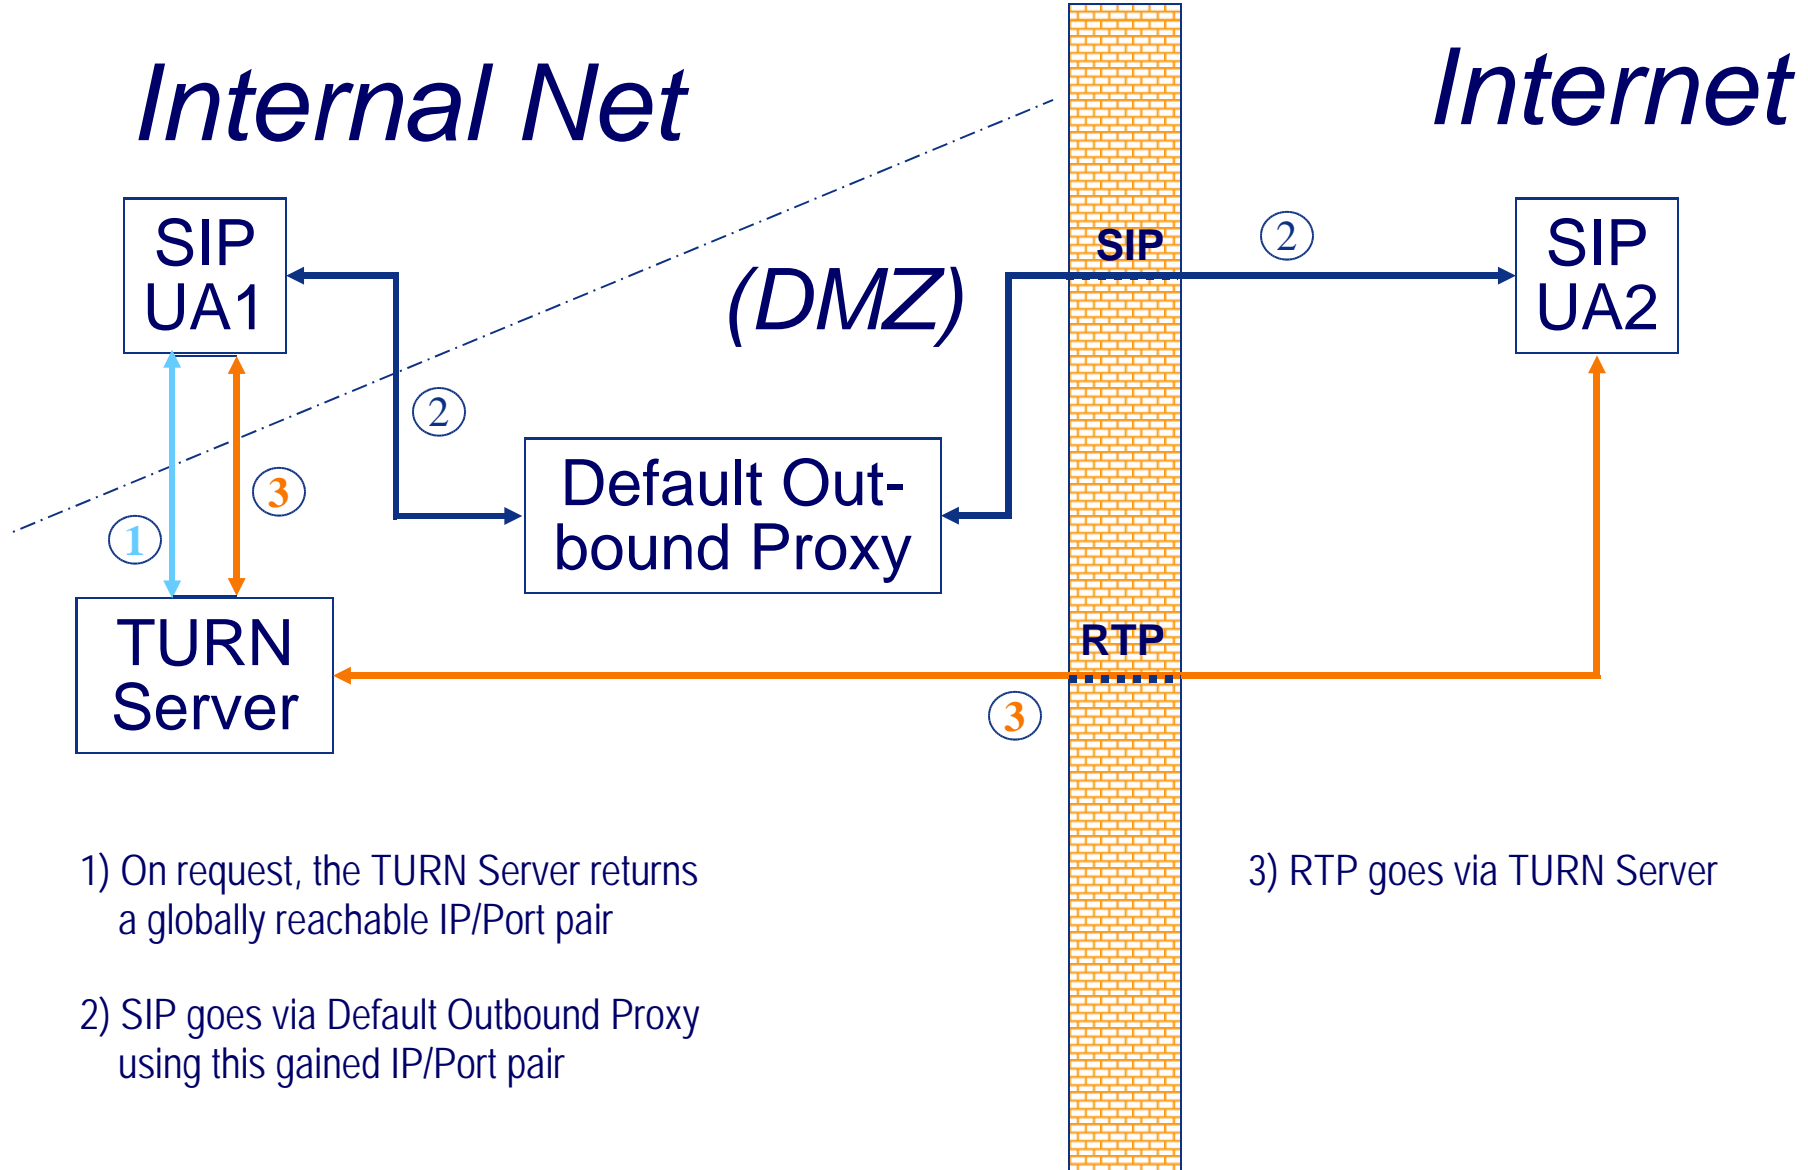 Internal Net
Internet
SIP
UA1
SIP
2
SIP
UA2
(DMZ)
2
Default Out-
bound Proxy
3
1
TURN
Server
RTP
3
1) On request, the TURN Server returns
a globally reachable IP/Port pair
3) RTP goes via TURN Server
2) SIP goes via Default Outbound Proxy
using this gained IP/Port pair